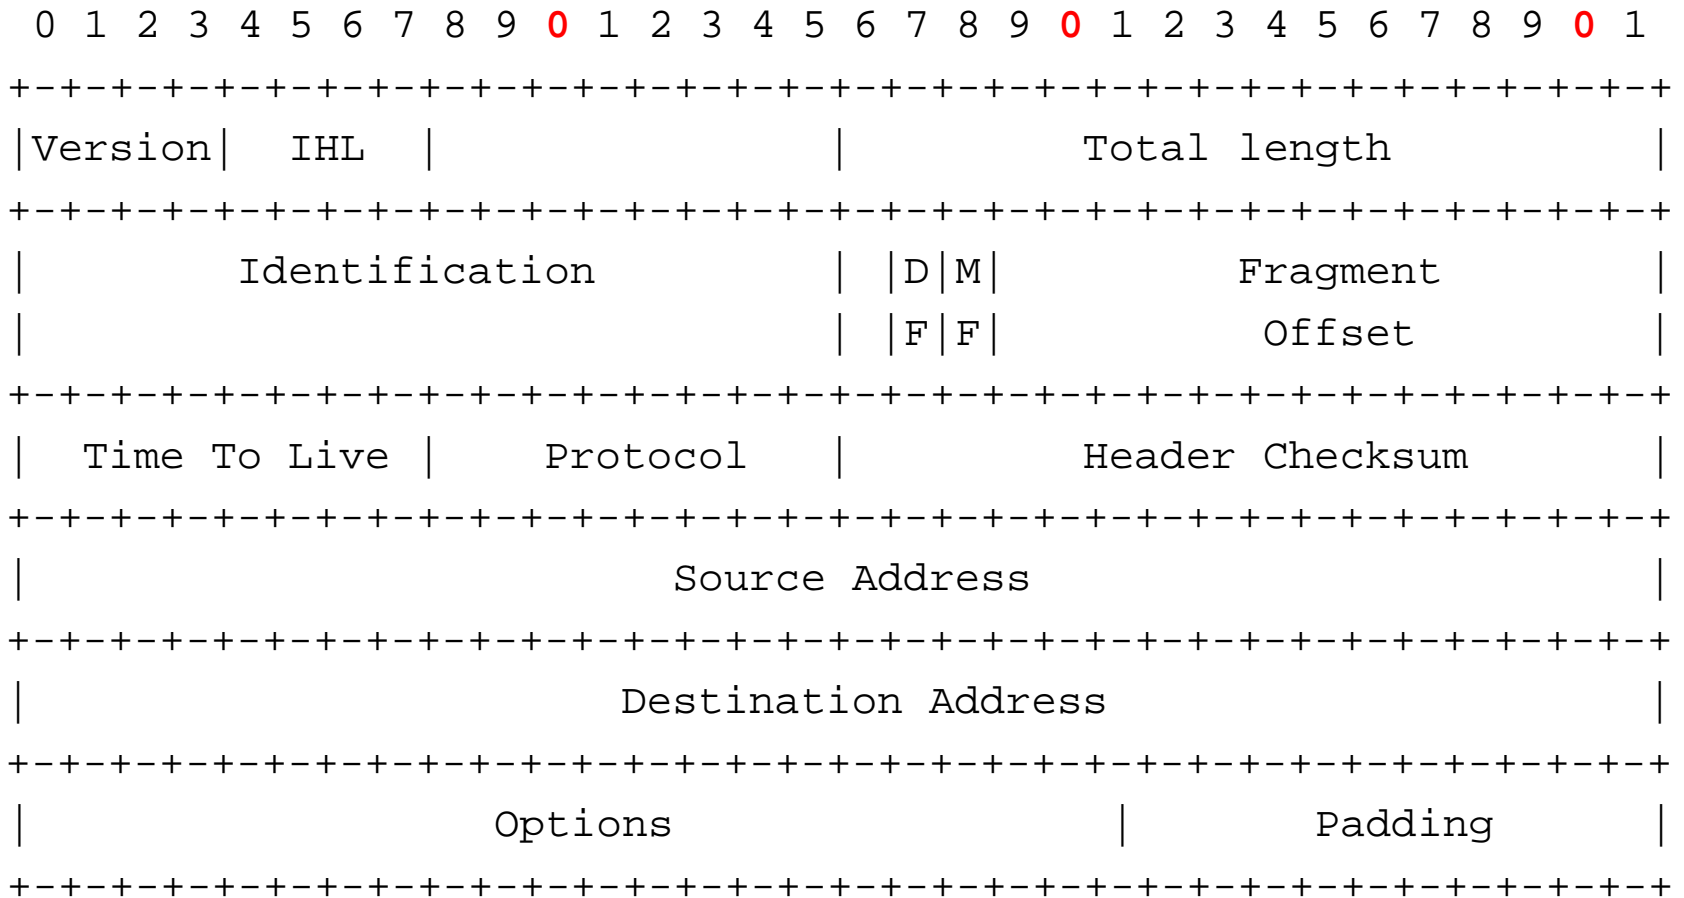 0 1 2 3 4 5 6 7 8 9 0 1 2 3 4 5 6 7 8 9 0 1 2 3 4 5 6 7 8 9 0 1
+-+-+-+-+-+-+-+-+-+-+-+-+-+-+-+-+-+-+-+-+-+-+-+-+-+-+-+-+-+-+-+-+
|Version|  IHL  |               |         Total length          |
+-+-+-+-+-+-+-+-+-+-+-+-+-+-+-+-+-+-+-+-+-+-+-+-+-+-+-+-+-+-+-+-+
|        Identification         | |D|M|         Fragment        |
|                               | |F|F|          Offset         |
+-+-+-+-+-+-+-+-+-+-+-+-+-+-+-+-+-+-+-+-+-+-+-+-+-+-+-+-+-+-+-+-+
|  Time To Live |    Protocol   |         Header Checksum       |
+-+-+-+-+-+-+-+-+-+-+-+-+-+-+-+-+-+-+-+-+-+-+-+-+-+-+-+-+-+-+-+-+
|                         Source Address                        |
+-+-+-+-+-+-+-+-+-+-+-+-+-+-+-+-+-+-+-+-+-+-+-+-+-+-+-+-+-+-+-+-+
|                       Destination Address                     |
+-+-+-+-+-+-+-+-+-+-+-+-+-+-+-+-+-+-+-+-+-+-+-+-+-+-+-+-+-+-+-+-+
|                  Options                 |       Padding      |
+-+-+-+-+-+-+-+-+-+-+-+-+-+-+-+-+-+-+-+-+-+-+-+-+-+-+-+-+-+-+-+-+